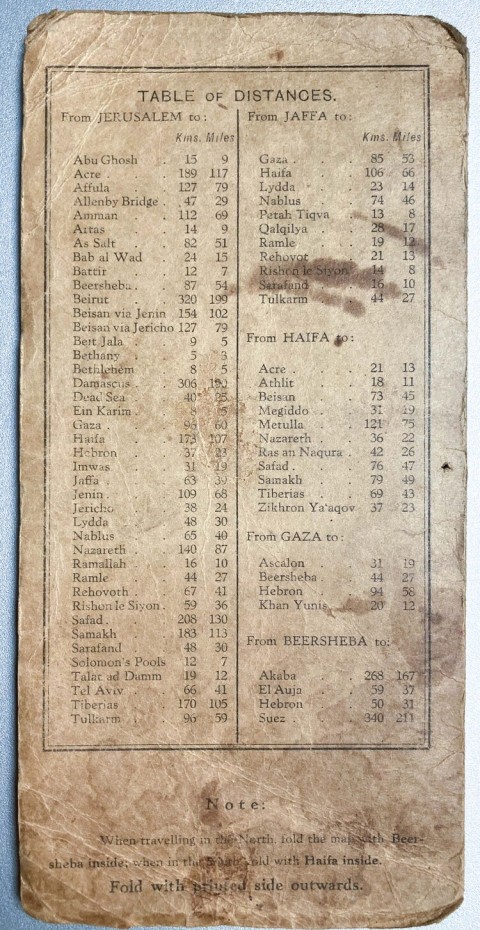 TABLE OF DISTANCES.
From JERUSALEM to:
Kms. Miles
Abu Ghosh . 15 9
Acre . . 189 117
Affula . . 127 79
Allenby Bridge . 47 29
Amman . . 112 69
Artas . . 14 9
As Salt . . 82 51
Bab al Wad . 24 15
Battir . . 12 7
Beersheba . . 87 54
Beirut . . 320 199
Beisan via Jenin 154 102
Beisan via Jericho 127 79
Beit Jala . . 9 5
Bethany . . 5 3
Bethlehem . 8 5
Damascus . . 306
Dead Sea . . 40 25
Ein Karim . 8 5
Gaza . . 96 60
Haifa . . 173 107
Hebron . . 37 23
Imwas . . 31 19
Jaffa . . 63 39
Jenin . . 109 68
Jericho . . 38 24
Lydda . . 48 30
Nablus . . 65 40
Nazareth . . 140 87
Ramallah . . 16 10
Ramle . . 44 27
Rehovoth . . 67 41
Rishon le Siyon . 59 36
Safad . . 208 130
Samakh . . 183 113
Sarafand . . 48 30
Solomon's Pools 12 7
Talat ad Damm . 19 12
Tel Aviv . . 66 41
Tiberias . . 170 105
Tulkarm . . 96 59
From JAFFA to:
Kms. Miles
Gaza . . 85 53
Haifa . . 106 66
Lydda . . 23 14
Nablus . . 74 46
Petah Tiqva . 13 8
Qalqilya . . 28 17
Ramle . . 19 12
Rehovot . . 21 13
Rishon le Siyon . 14 8
Sarafand . . 16 10
Tulkarm . . 44 27
From HAIFA to:
Acre . . 21 13
Athlit . . 18 11
Beisan . . 73 45
Megiddo . . 31 19
Metulla . . 121 75
Nazareth . . 36 22
Ras an Naqura . 42 26
Safad . . 76 47
Samakh . . 79 49
Tiberias . . 69 43
Zikhron Ya'aqov 37 23
From GAZA to:
Ascalon . . 31 19
Beersheba . . 44 27
Hebron . . 94 58
Khan Yunis . 20 12
From BEERSHEBA to:
Akaba . . 268 167
El Auja . . 59 37
Hebron . . 50 31
Suez . . 340 211
Note:
When travelling in the North, fold the map with Beer-
sheba inside; when in the South fold with Haifa inside.
Fold with printed side outwards.